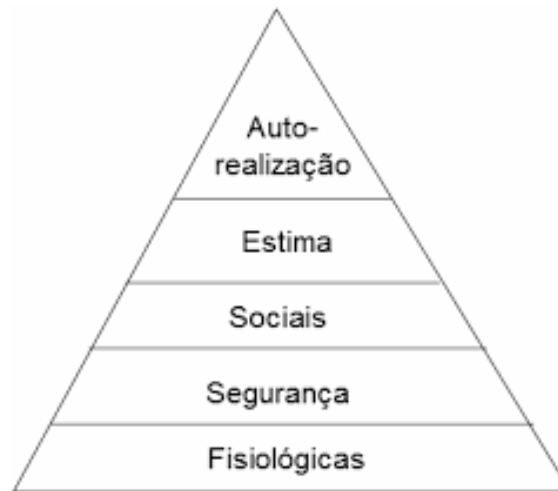 Auto-
realização
Estima
Sociais
Segurança
Fisiológicas